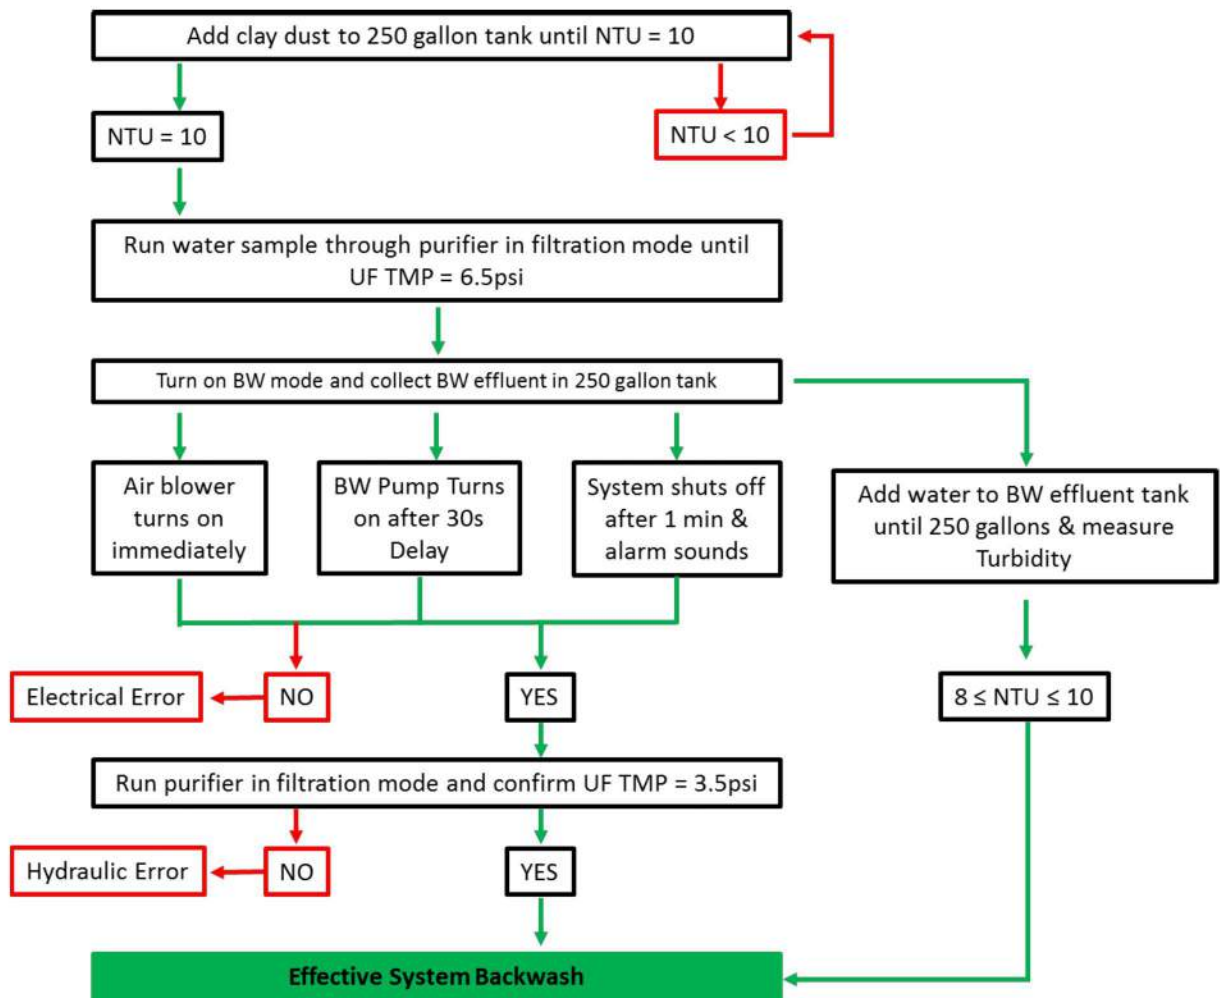 Add clay dust to 250 gallon tank until NTU = 10
NTU = 10
NTU < 10
Run water sample through purifier in filtration mode until
UF TMP = 6.5psi
Turn on BW mode and collect BW effluent in 250 gallon tank
Air blower
turns on
immediately
BW Pump Turns
on after 30s
Delay
System shuts off
after 1 min &
alarm sounds
Add water to BW effluent tank
until 250 gallons & measure
Turbidity
Electrical Error
NO
YES
8 ≤ NTU ≤ 10
Run purifier in filtration mode and confirm UF TMP = 3.5psi
Hydraulic Error
NO
YES
Effective System Backwash